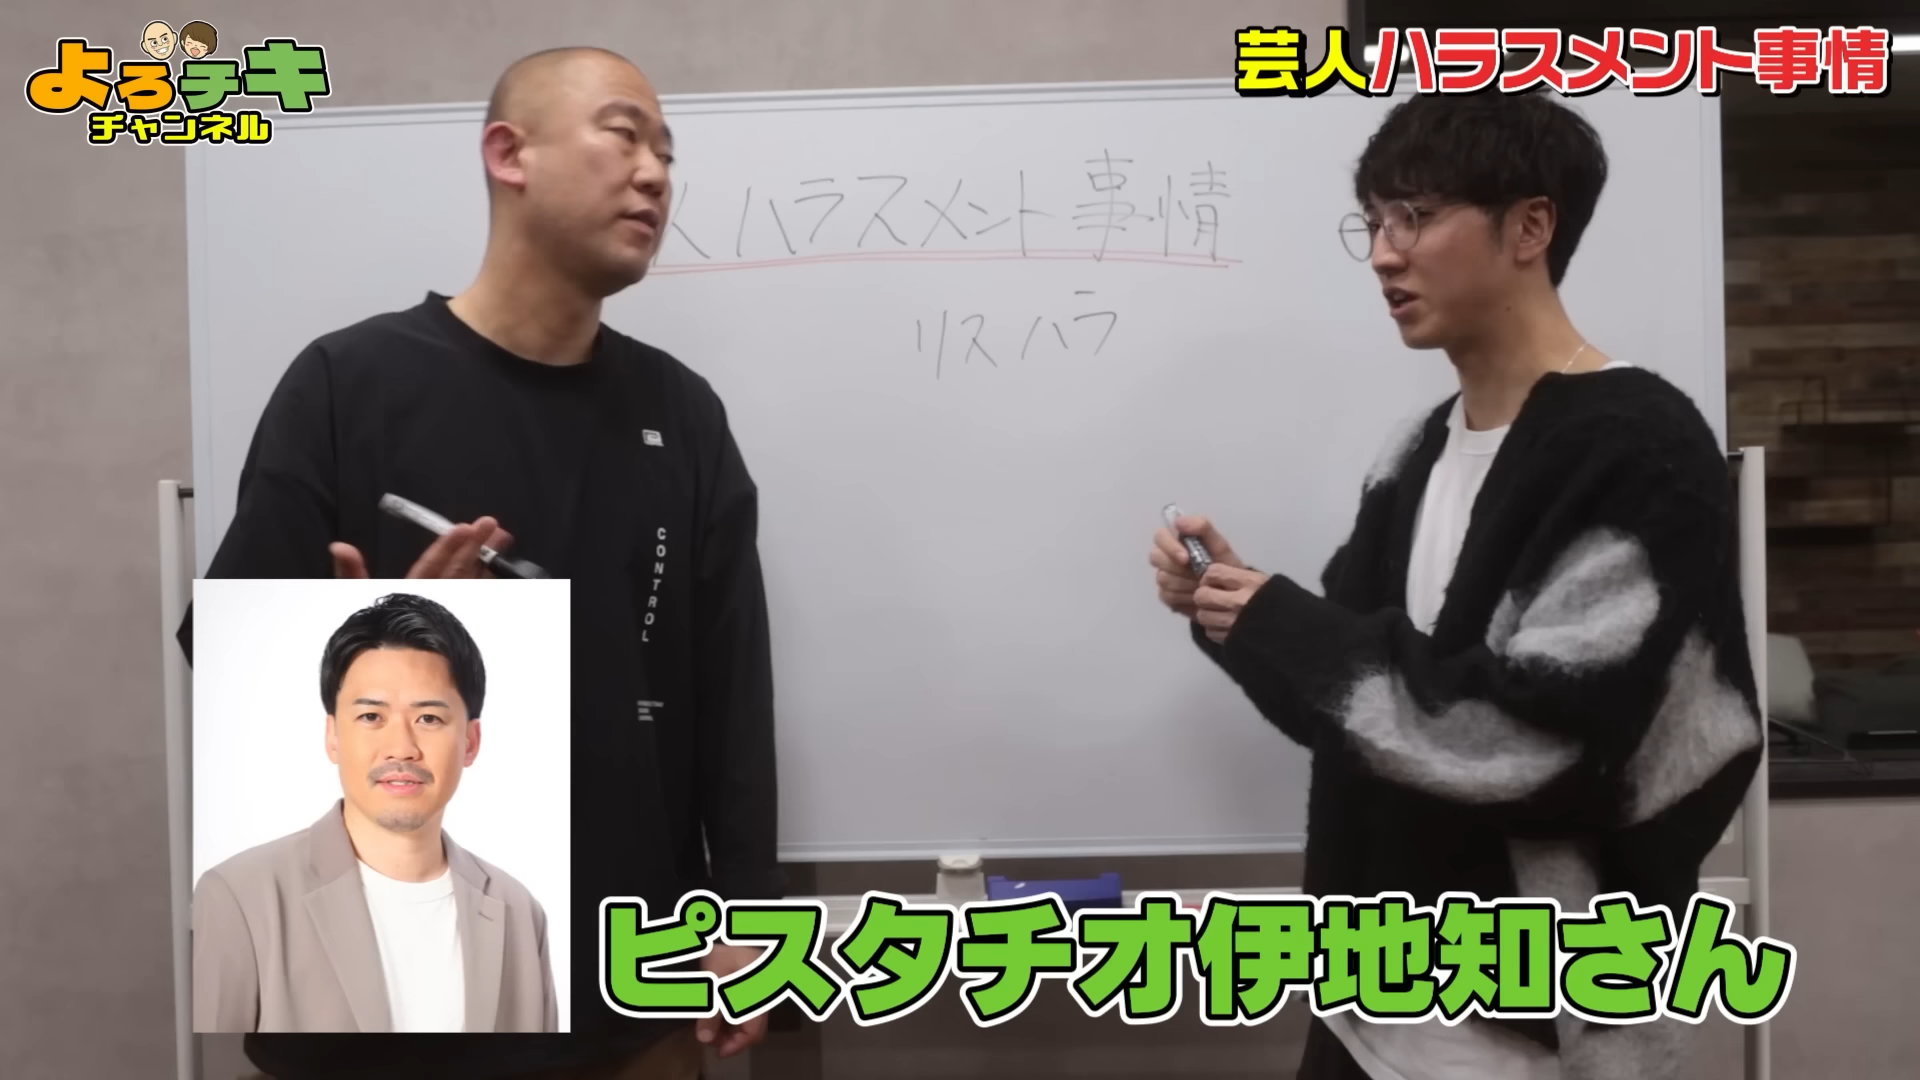 よろチキ
チャンネル
芸人ハラスメント事情
人ハラスメント事情
リスハラ
CONTROL
ピスタチオ伊地知さん